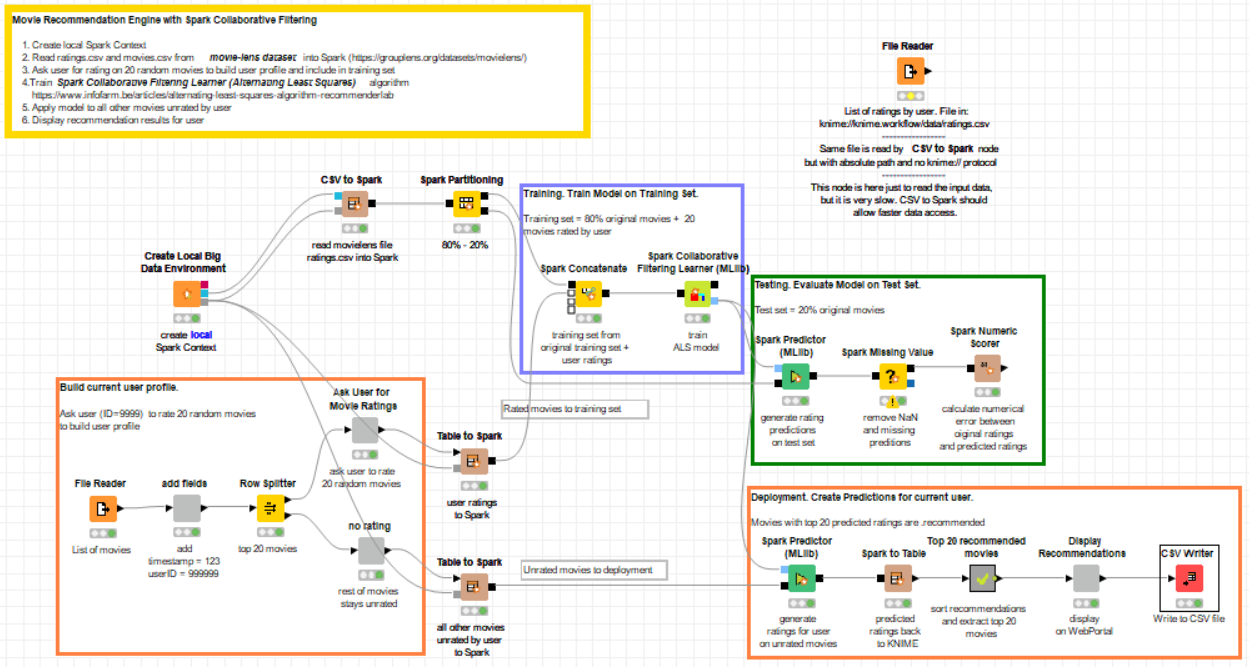 Movie Recommendation Engine with Spark Collaborative Filtering
1. Create local Spark Context
2. Read ratings.csv and movies.csv from movie-lens dataset into Spark (https://grouplens.org/datasets/movielens/)
3. Ask user for rating on 20 random movies to build user profile and include in training set
4.Train Spark Collaborative Filtering Learner (Alternating Least Squares) algorithm
https://www.infofarm.be/articles/alternating-least-squares-algorithm-recommenderlab
5. Apply model to all other movies unrated by user
6. Display recommendation results for user
File Reader
List of ratings by user. File in:
knime://knime.workflow/data/ratings.csv
----------------
Same file is read by CSV to Spark node
but with absolute path and no knime:// protocol
----------------
This node is here just to read the input data,
but it is very slow. CSV to Spark should
allow faster data access.
CSV to Spark
read movielens file
ratings.csv into Spark
Spark Partitioning
80% - 20%
Create Local Big
Data Environment
create local
Spark Context
Training. Train Model on Training Set.
Training set = 80% original movies + 20
movies rated by user
Spark Concatenate
training set from
original training set +
user ratings
Spark Collaborative
Filtering Learner (MLlib)
train
ALS model
Testing. Evaluate Model on Test Set.
Test set = 20% original movies
Spark Predictor
(MLlib)
generate rating
predictions
on test set
Spark Missing Value
remove NaN
and missing
preditions
Spark Numeric
Scorer
calculate numerical
error between
oiginal ratings
and predicted ratings
Build current user profile.
Ask user (ID=9999) to rate 20 random movies
to build user profile
File Reader
List of movies
add fields
add
timestamp = 123
userID = 999999
Row Splitter
top 20 movies
Ask User for
Movie Ratings
ask user to rate
20 random movies
no rating
rest of movies
stays unrated
Rated movies to training set
Table to Spark
user ratings
to Spark
Table to Spark
all other movies
unrated by user
to Spark
Unrated movies to deployment
Deployment. Create Predictions for current user.
Movies with top 20 predicted ratings are .recommended
Spark Predictor
(MLlib)
generate
ratings for user
on unrated movies
Spark to Table
predicted
ratings back
to KNIME
Top 20 recommended
movies
sort recommendations
and extract top 20
movies
Display
Recommendations
display
on WebPortal
CSV Writer
Write to CSV file